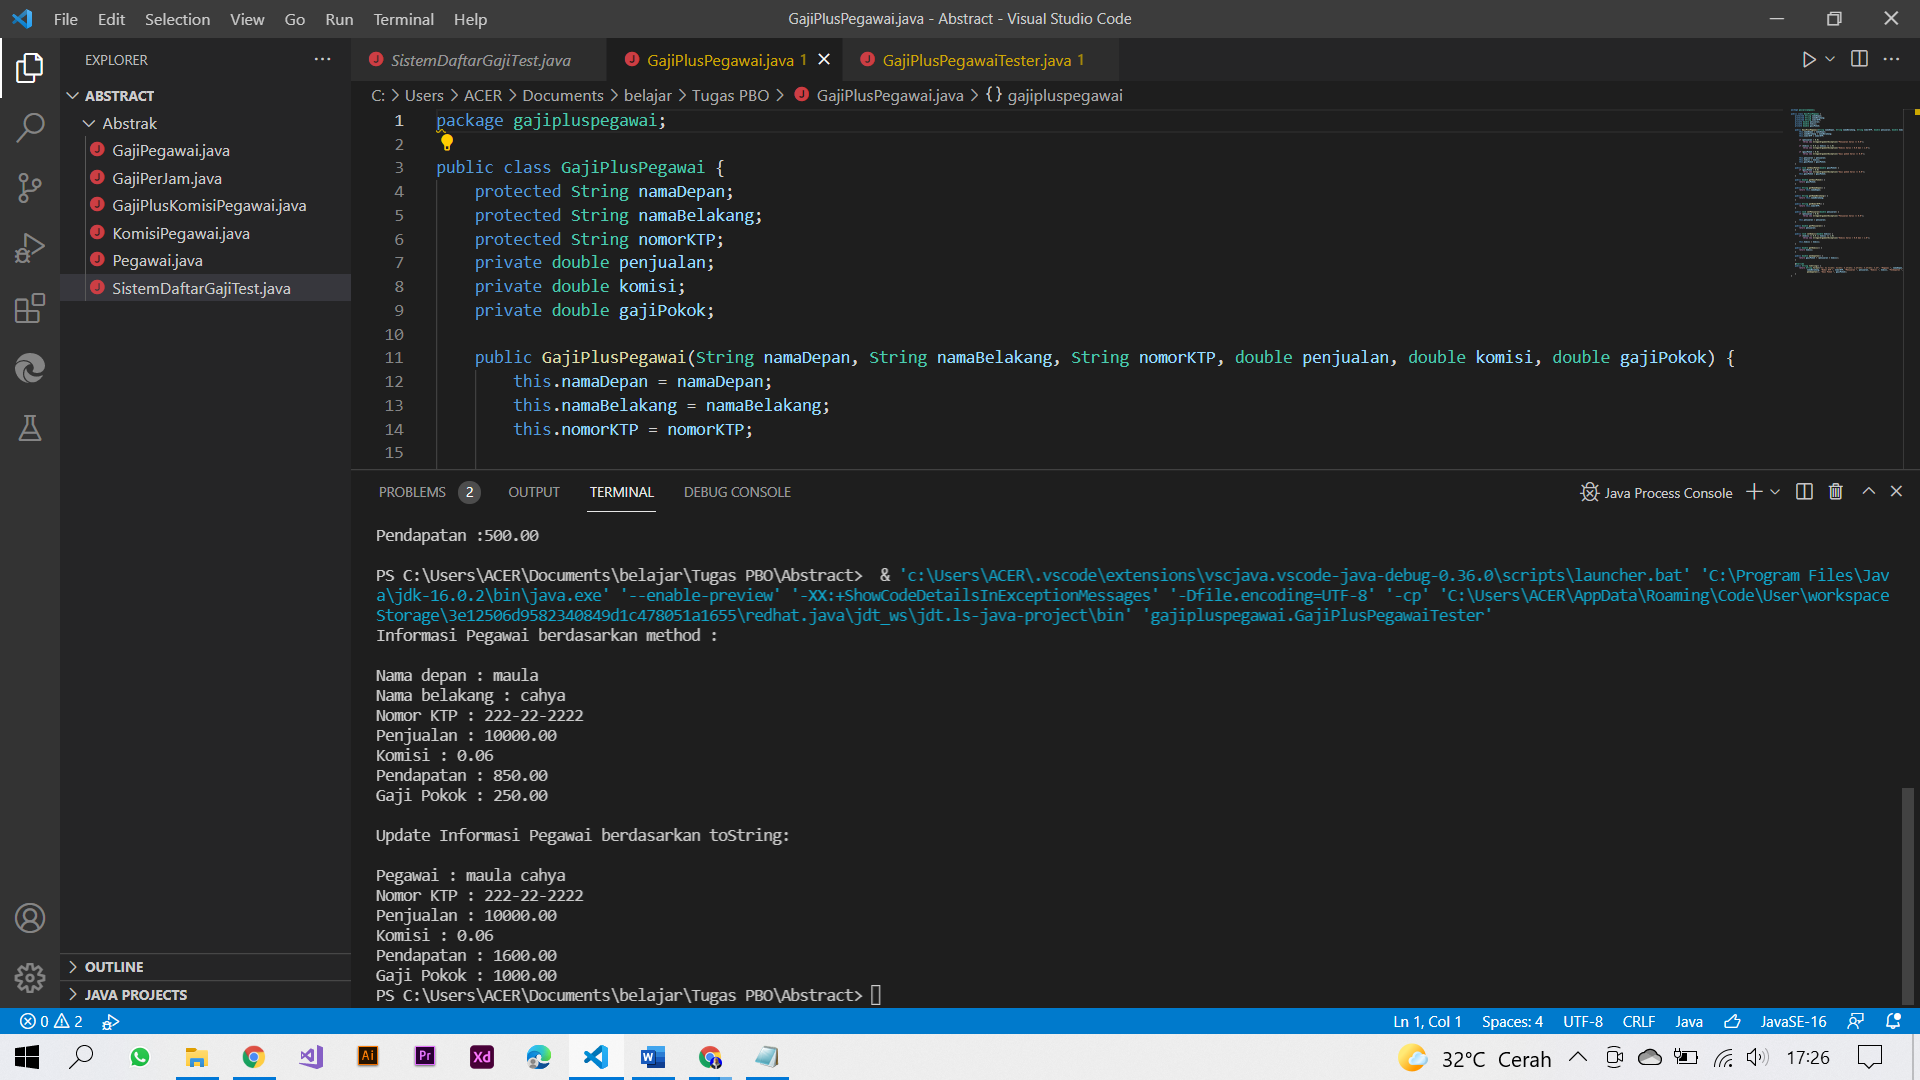 File Edit Selection View Go Run Terminal Help
GajiPlusPegawai.java - Abstract - Visual Studio Code
EXPLORER
SistemDaftarGajiTest.java
GajiPlusPegawai.java 1
GajiPlusPegawaiTester.java 1
ABSTRACT
C: > Users > ACER > Documents > belajar > Tugas PBO > GajiPlusPegawai.java > {} gajipluspegawai
Abstrak
GajiPegawai.java
GajiPerJam.java
GajiPlusKomisiPegawai.java
KomisiPegawai.java
Pegawai.java
SistemDaftarGajiTest.java
1 package gajipluspegawai;
2
3 public class GajiPlusPegawai {
4 protected String namaDepan;
5 protected String namaBelakang;
6 protected String nomorKTP;
7 private double penjualan;
8 private double komisi;
9 private double gajiPokok;
10
11 public GajiPlusPegawai(String namaDepan, String namaBelakang, String nomorKTP, double penjualan, double komisi, double gajiPokok) {
12 this.namaDepan = namaDepan;
13 this.namaBelakang = namaBelakang;
14 this.nomorKTP = nomorKTP;
15
PROBLEMS 2 OUTPUT TERMINAL DEBUG CONSOLE
Java Process Console
Pendapatan :500.00
PS C:\Users\ACER\Documents\belajar\Tugas PBO\Abstract>  & 'c:\Users\ACER\.vscode\extensions\vscjava.vscode-java-debug-0.36.0\scripts\launcher.bat' 'C:\Program Files\Jav
a\jdk-16.0.2\bin\java.exe' '--enable-preview' '-XX:+ShowCodeDetailsInExceptionMessages' '-Dfile.encoding=UTF-8' '-cp' 'C:\Users\ACER\AppData\Roaming\Code\User\workspace
Storage\3e12506d9582340849d1c478051a1655\redhat.java\jdt_ws\jdt.ls-java-project\bin' 'gajipluspegawai.GajiPlusPegawaiTester'
Informasi Pegawai berdasarkan method :
Nama depan : maula
Nama belakang : cahya
Nomor KTP : 222-22-2222
Penjualan : 10000.00
Komisi : 0.06
Pendapatan : 850.00
Gaji Pokok : 250.00
Update Informasi Pegawai berdasarkan toString:
Pegawai : maula cahya
Nomor KTP : 222-22-2222
Penjualan : 10000.00
Komisi : 0.06
Pendapatan : 1600.00
Gaji Pokok : 1000.00
PS C:\Users\ACER\Documents\belajar\Tugas PBO\Abstract>
OUTLINE
JAVA PROJECTS
0 2
Ln 1, Col 1 Spaces: 4 UTF-8 CRLF Java JavaSE-16
Ai Pr Xd W
32°C Cerah 17:26